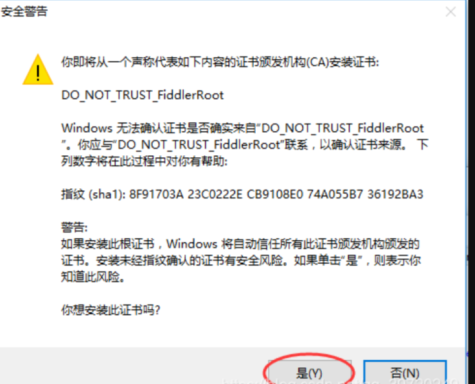 安全警告
你即将从一个声称代表如下内容的证书颁发机构(CA)安装证书:
DO_NOT_TRUST_FiddlerRoot
Windows 无法确认证书是否确实来自"DO_NOT_TRUST_FiddlerRoot
"。你应与"DO_NOT_TRUST_FiddlerRoot"联系，以确认证书来源。 下
列数字将在此过程中对你有帮助:
指纹 (sha1): 8F91703A 23C0222E CB9108E0 74A055B7 36192BA3
警告:
如果安装此根证书，Windows 将自动信任所有此证书颁发机构颁发的
证书。安装未经指纹确认的证书有安全风险。如果单击"是"，则表示你
知道此风险。
你想安装此证书吗?
是(Y)
否(N)